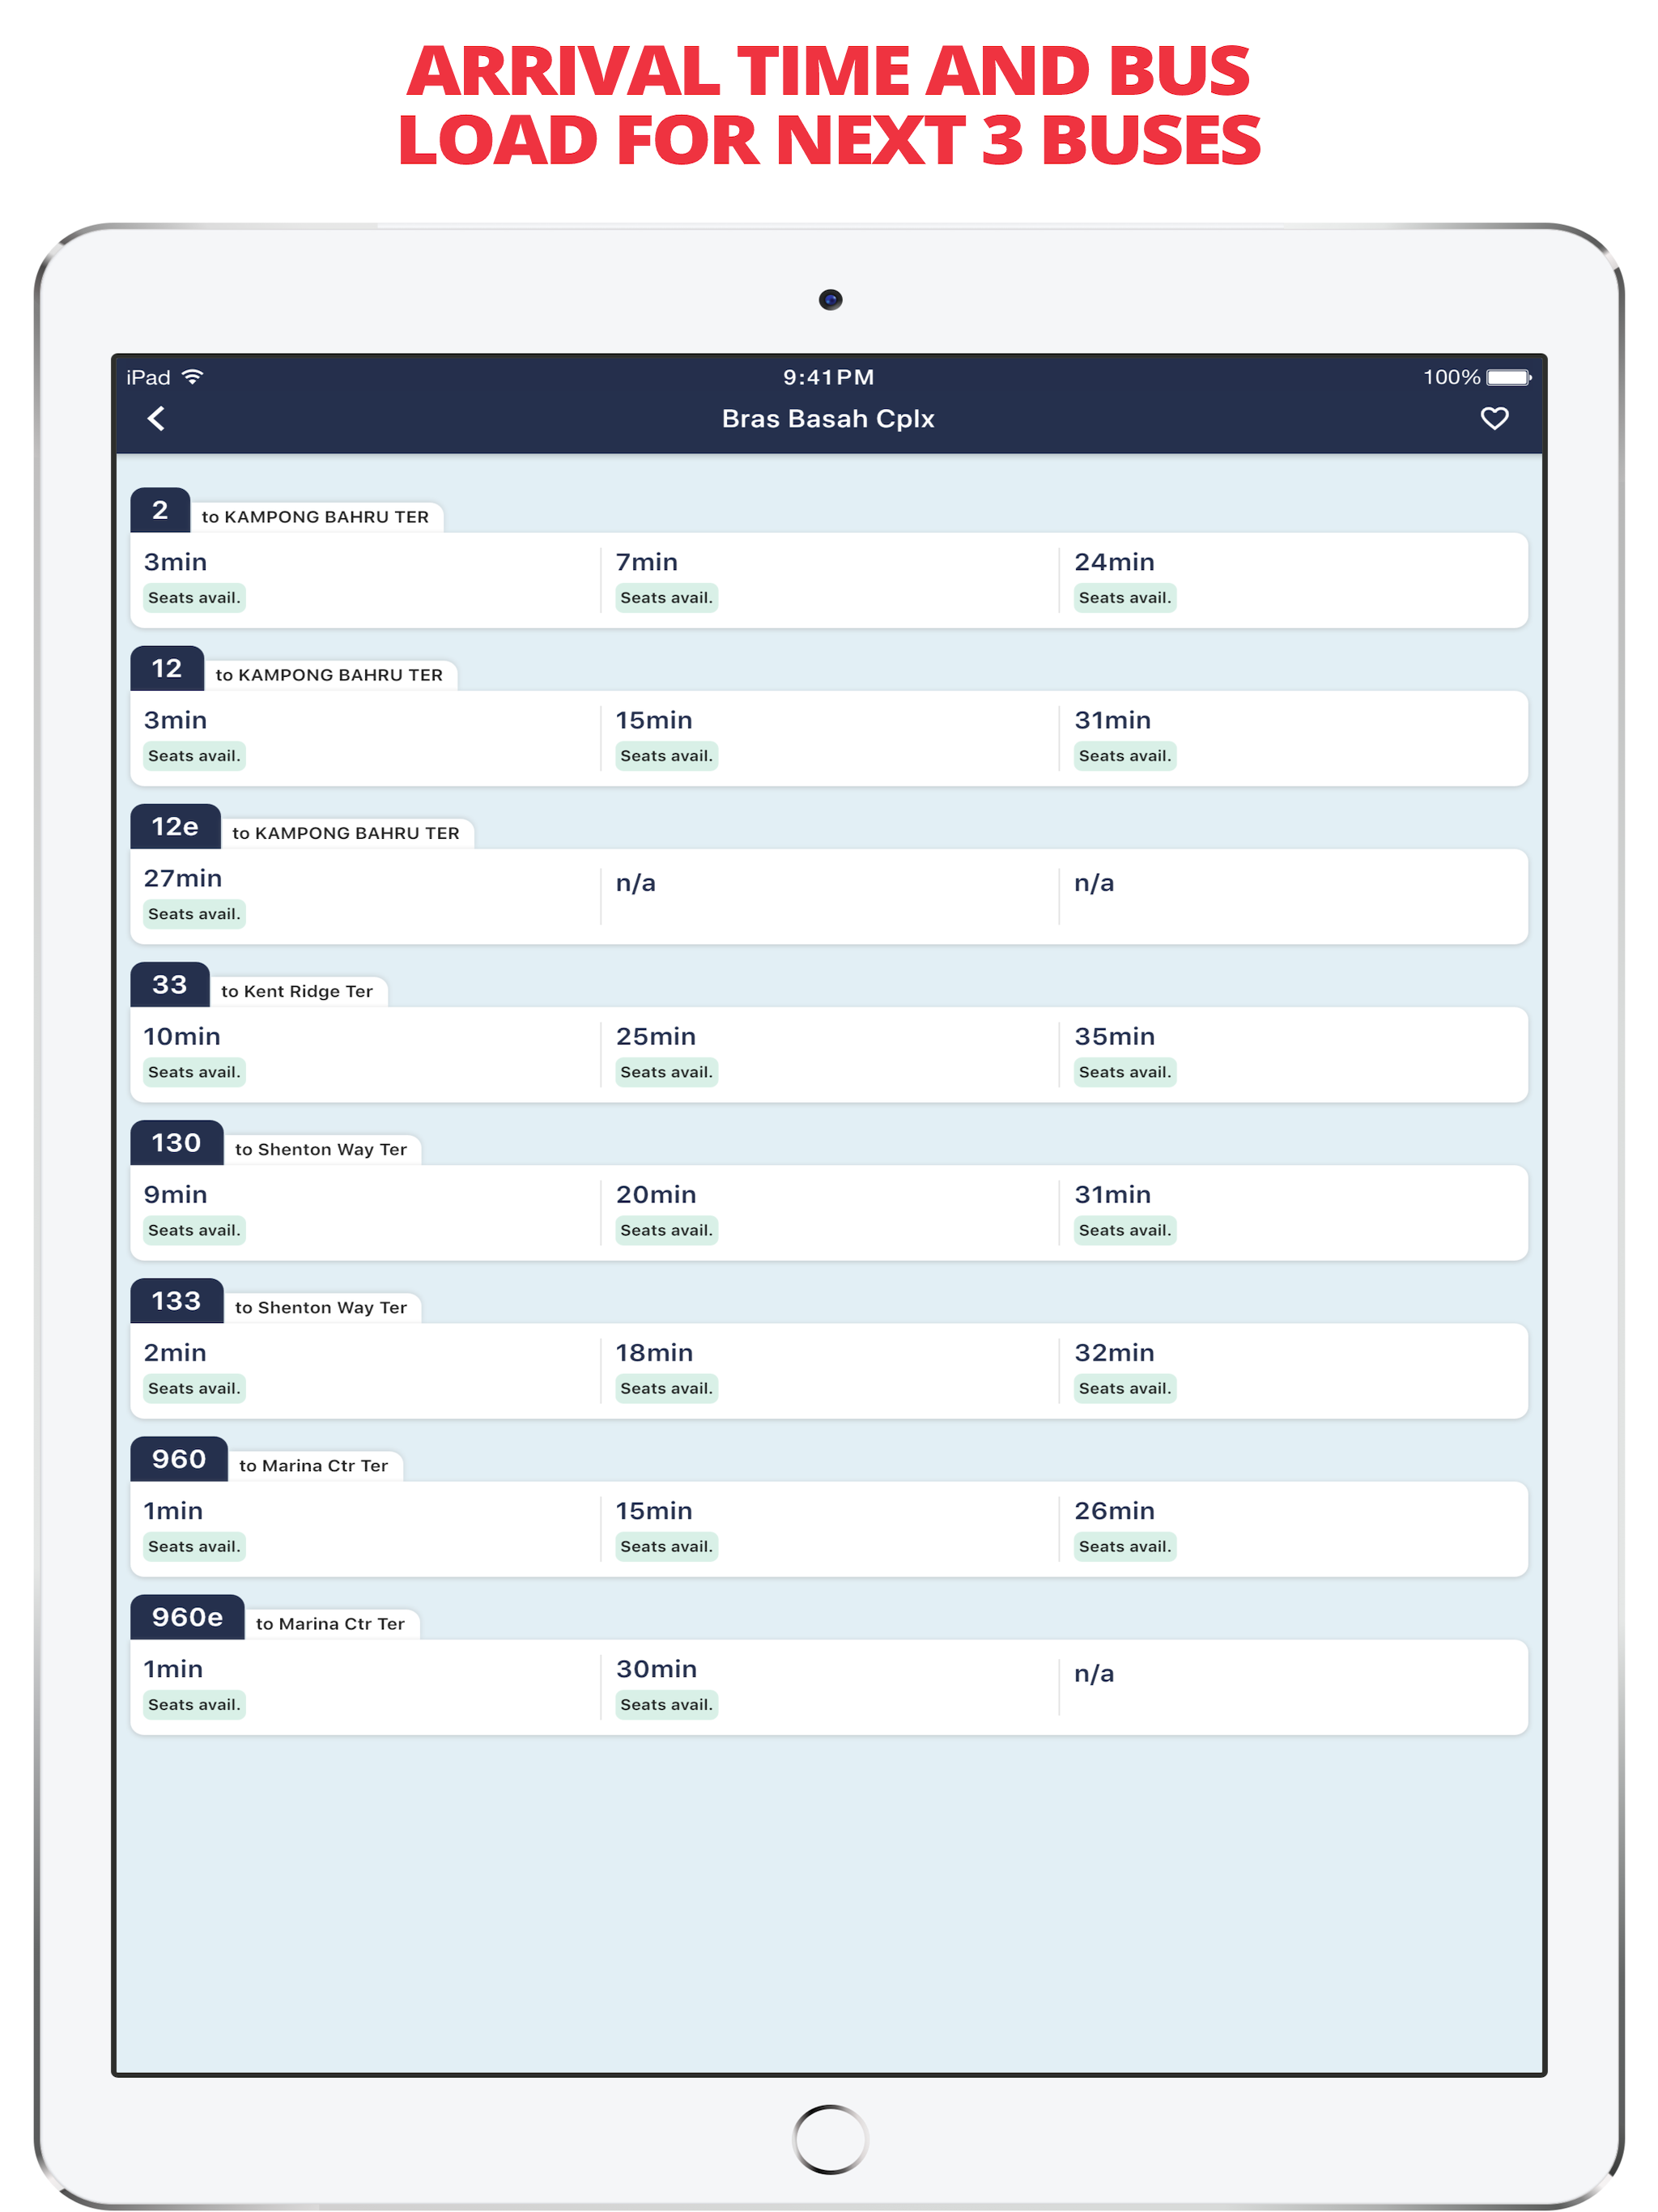 ARRIVAL TIME AND BUS
LOAD FOR NEXT 3 BUSES
iPad 9:41PM 100%
Bras Basah Cplx
2 to KAMPONG BAHRU TER
3min 7min 24min
Seats avail. Seats avail. Seats avail.
12 to KAMPONG BAHRU TER
3min 15min 31min
Seats avail. Seats avail. Seats avail.
12e to KAMPONG BAHRU TER
27min n/a n/a
Seats avail.
33 to Kent Ridge Ter
10min 25min 35min
Seats avail. Seats avail. Seats avail.
130 to Shenton Way Ter
9min 20min 31min
Seats avail. Seats avail. Seats avail.
133 to Shenton Way Ter
2min 18min 32min
Seats avail. Seats avail. Seats avail.
960 to Marina Ctr Ter
1min 15min 26min
Seats avail. Seats avail. Seats avail.
960e to Marina Ctr Ter
1min 30min n/a
Seats avail. Seats avail.